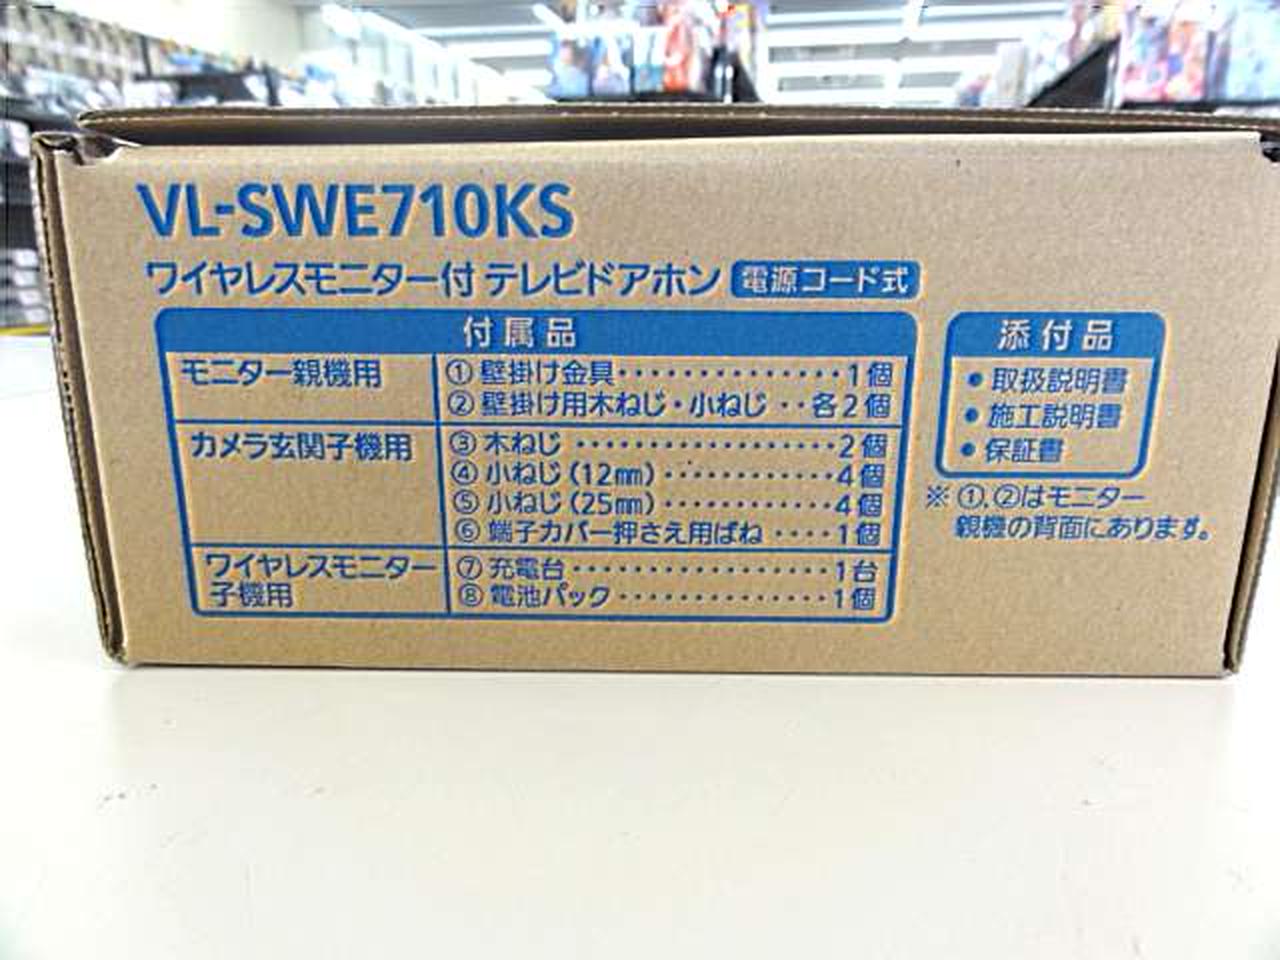 VL-SWE710KS
ワイヤレスモニター付 テレビドアホン 電源コード式
付属品
モニター親機用
① 壁掛け金具・・・・・・・・・・・・・・・1個
② 壁掛け用木ねじ・小ねじ ・・各2個
カメラ玄関子機用
③ 木ねじ ・・・・・・・・・・・・・・・・・・2個
④ 小ねじ(12㎜) ・・・・・・・・・・・・4個
⑤ 小ねじ(25㎜) ・・・・・・・・・・・・4個
⑥ 端子カバー押さえ用ばね ・・・・1個
ワイヤレスモニター
子機用
⑦ 充電台・・・・・・・・・・・・・・・・・・1台
⑧ 電池パック・・・・・・・・・・・・・・・1個
添付品
● 取扱説明書
● 施工説明書
● 保証書
※①,②はモニター
親機の背面にあります。